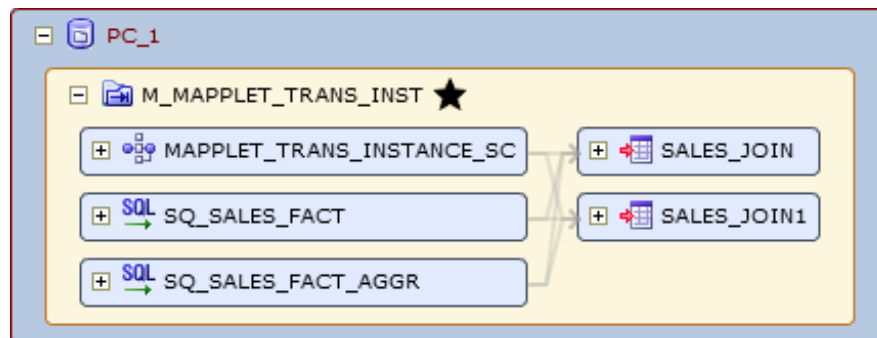 PC_1
M_MAPPLET_TRANS_INST
MAPPLET_TRANS_INSTANCE_SC
SALES_JOIN
SQL
SQ_SALES_FACT
SALES_JOIN1
SQL
SQ_SALES_FACT_AGGR